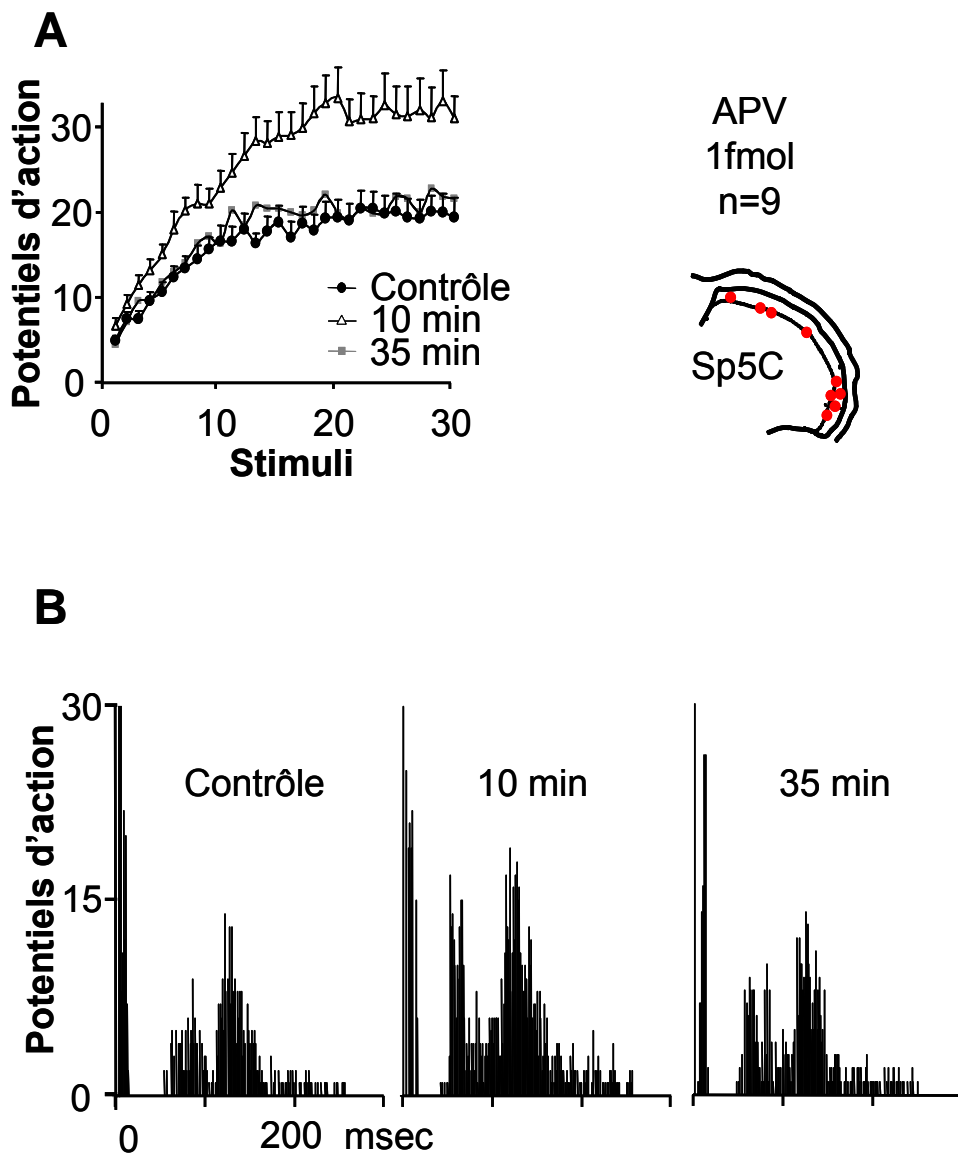 A
Potentiels d'action
30
20
10
0
0 10 20 30
Stimuli
Contrôle
10 min
35 min
APV
1fmol
n=9
Sp5C
B
Potentiels d'action
30
15
0
Contrôle
10 min
35 min
0 200 msec